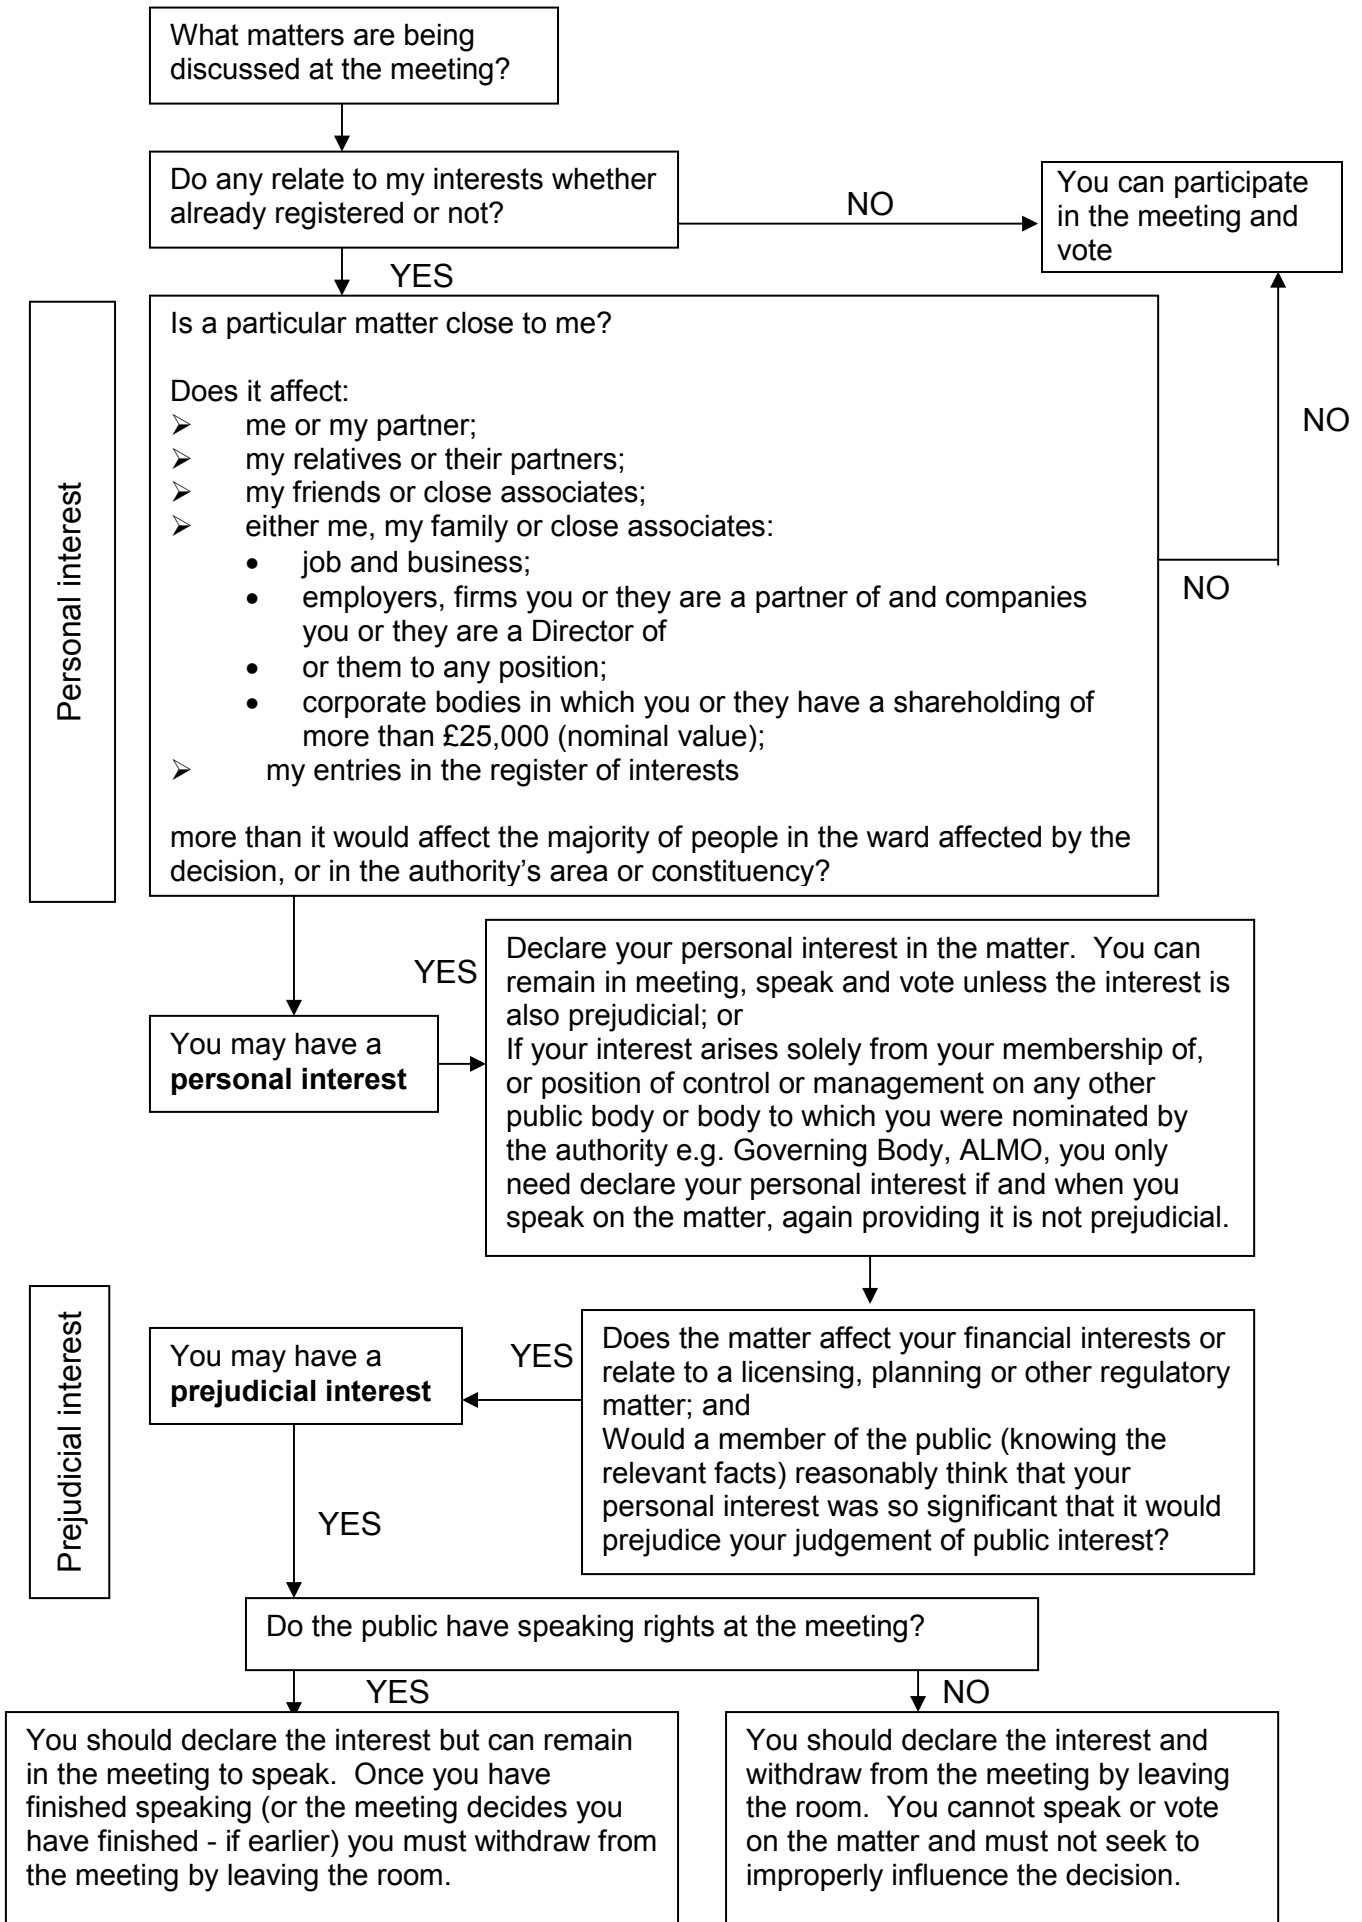 What matters are being
discussed at the meeting?
Do any relate to my interests whether
already registered or not?
NO
You can participate
in the meeting and
vote
YES
Personal interest
Is a particular matter close to me?
Does it affect:
➢ me or my partner;
➢ my relatives or their partners;
➢ my friends or close associates;
➢ either me, my family or close associates:
• job and business;
• employers, firms you or they are a partner of and companies
you or they are a Director of
• or them to any position;
• corporate bodies in which you or they have a shareholding of
more than £25,000 (nominal value);
➢ my entries in the register of interests
more than it would affect the majority of people in the ward affected by the
decision, or in the authority's area or constituency?
NO
NO
You may have a
personal interest
YES
Declare your personal interest in the matter. You can
remain in meeting, speak and vote unless the interest is
also prejudicial; or
If your interest arises solely from your membership of,
or position of control or management on any other
public body or body to which you were nominated by
the authority e.g. Governing Body, ALMO, you only
need declare your personal interest if and when you
speak on the matter, again providing it is not prejudicial.
Prejudicial interest
You may have a
prejudicial interest
YES
Does the matter affect your financial interests or
relate to a licensing, planning or other regulatory
matter; and
Would a member of the public (knowing the
relevant facts) reasonably think that your
personal interest was so significant that it would
prejudice your judgement of public interest?
YES
Do the public have speaking rights at the meeting?
YES
NO
You should declare the interest but can remain
in the meeting to speak. Once you have
finished speaking (or the meeting decides you
have finished - if earlier) you must withdraw from
the meeting by leaving the room.
You should declare the interest and
withdraw from the meeting by leaving
the room. You cannot speak or vote
on the matter and must not seek to
improperly influence the decision.